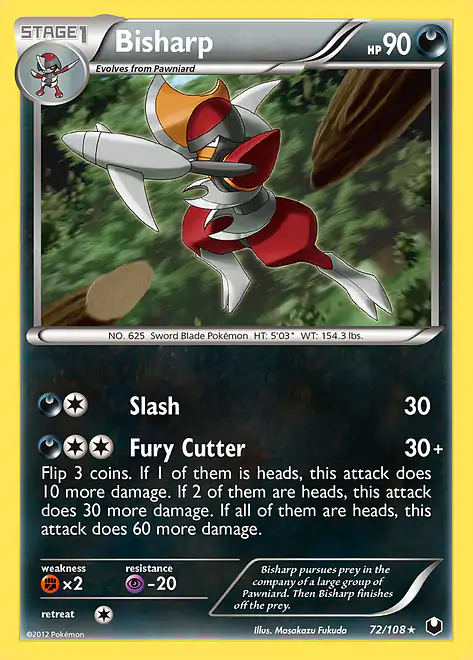 STAGE1
Bisharp
HP 90
Evolves from Pawniard
NO. 625 Sword Blade Pokémon HT: 5'03" WT: 154.3 lbs.
Slash 30
Fury Cutter 30+
Flip 3 coins. If 1 of them is heads, this attack does
10 more damage. If 2 of them are heads, this attack
does 30 more damage. If all of them are heads, this
attack does 60 more damage.
weakness
×2
resistance
-20
retreat
Bisharp pursues prey in the
company of a large group of
Pawniard. Then Bisharp finishes
off the prey.
©2012 Pokémon
Illus. Masakazu Fukuda
72/108 ★